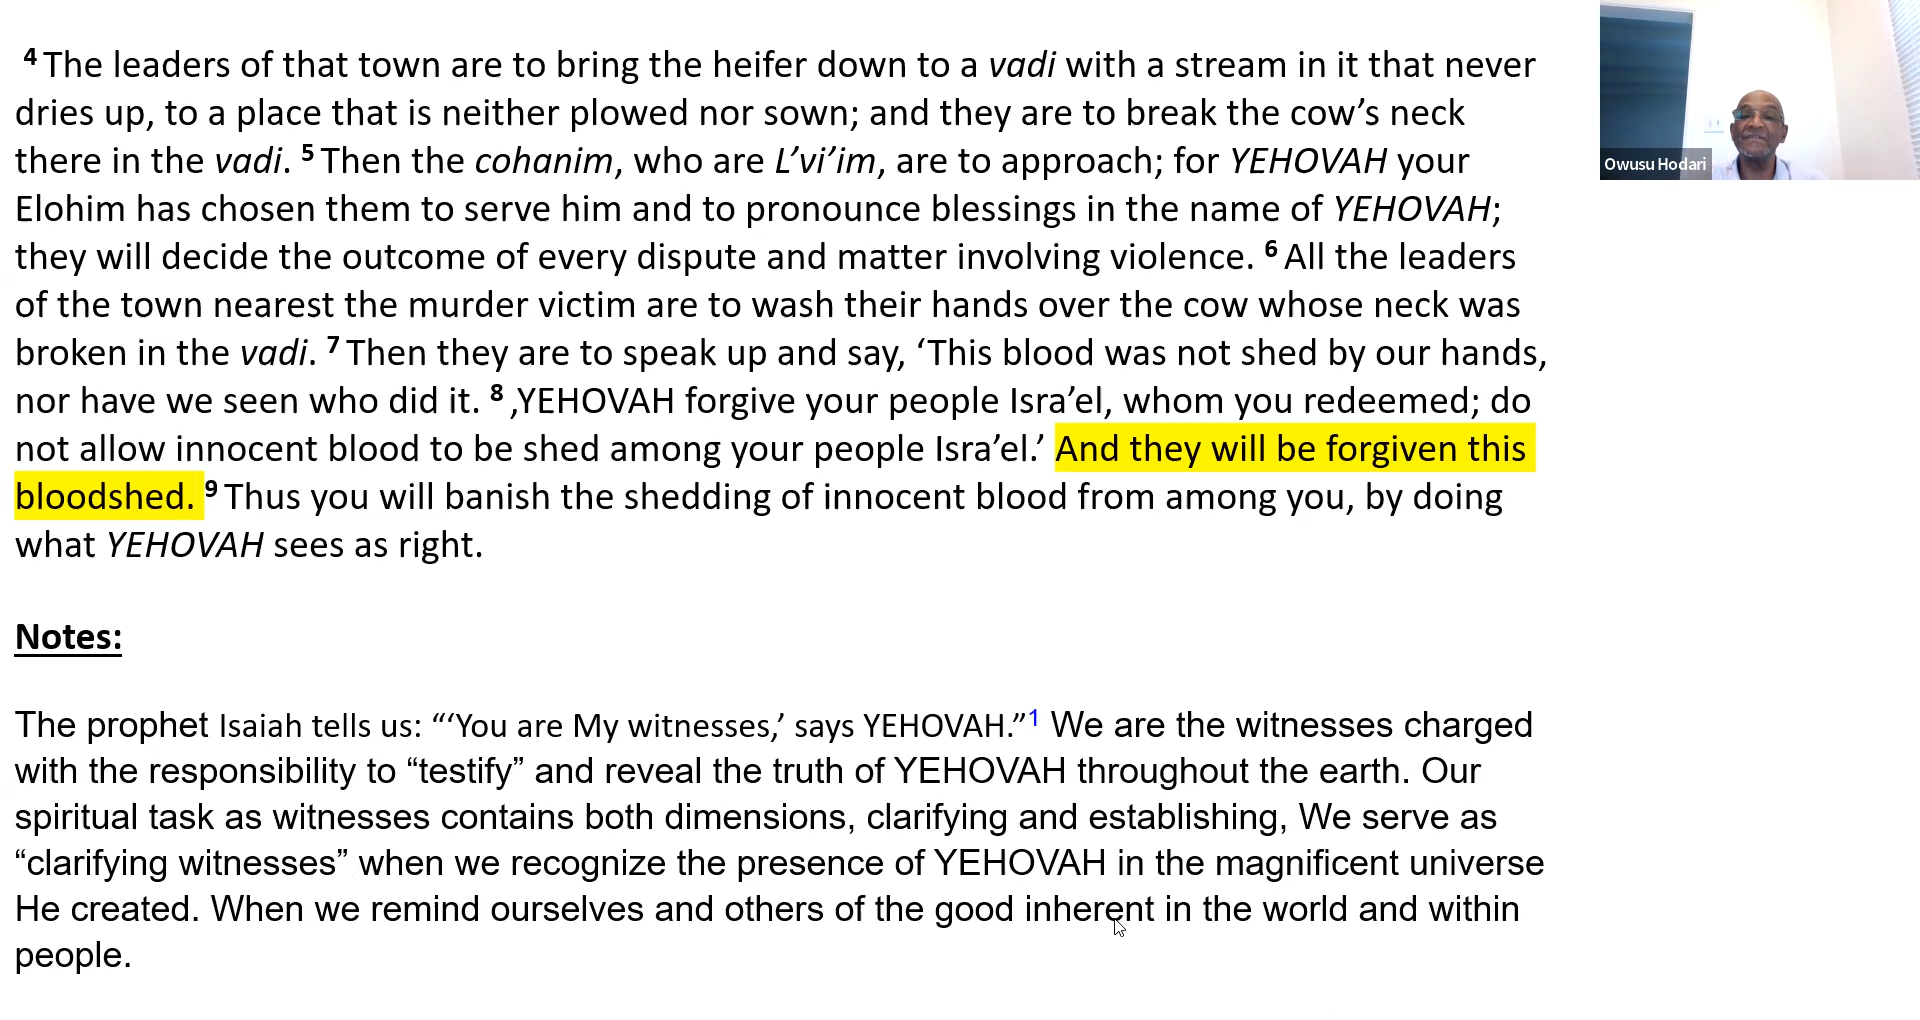 4 The leaders of that town are to bring the heifer down to a vadi with a stream in it that never
dries up, to a place that is neither plowed nor sown; and they are to break the cow’s neck
there in the vadi. 5 Then the cohanim, who are L’vi’im, are to approach; for YEHOVAH your
Elohim has chosen them to serve him and to pronounce blessings in the name of YEHOVAH;
they will decide the outcome of every dispute and matter involving violence. 6 All the leaders
of the town nearest the murder victim are to wash their hands over the cow whose neck was
broken in the vadi. 7 Then they are to speak up and say, ‘This blood was not shed by our hands,
nor have we seen who did it. 8 ,YEHOVAH forgive your people Isra’el, whom you redeemed; do
not allow innocent blood to be shed among your people Isra’el.’ And they will be forgiven this
bloodshed. 9 Thus you will banish the shedding of innocent blood from among you, by doing
what YEHOVAH sees as right.
Notes:
The prophet Isaiah tells us: “‘You are My witnesses,’ says YEHOVAH.”1 We are the witnesses charged
with the responsibility to “testify” and reveal the truth of YEHOVAH throughout the earth. Our
spiritual task as witnesses contains both dimensions, clarifying and establishing, We serve as
“clarifying witnesses” when we recognize the presence of YEHOVAH in the magnificent universe
He created. When we remind ourselves and others of the good inherent in the world and within
people.
Owusu Hodari